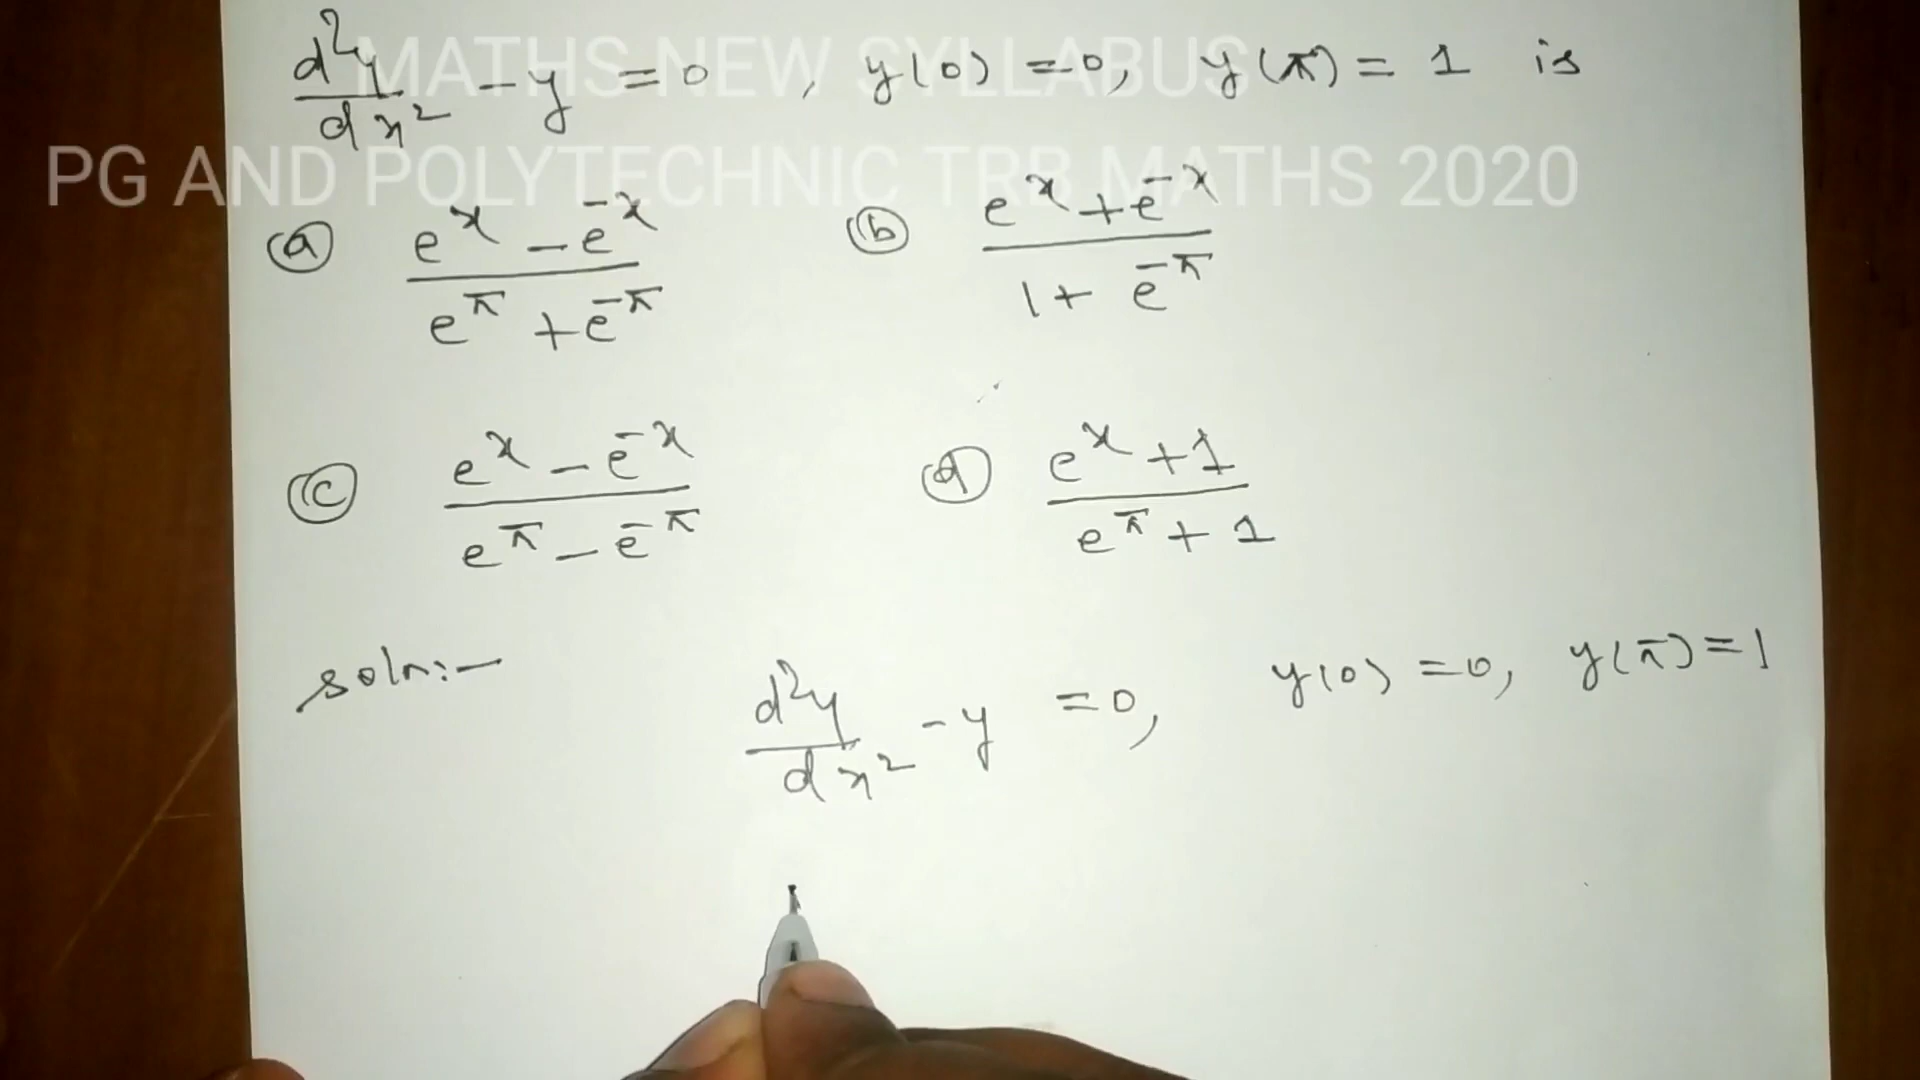 d²y/dx² - y = 0, y(0) = 0, y(π) = 1 is
MATHS NEW SYLLABUS
PG AND POLYTECHNIC TRB MATHS 2020
(a) (e^x - e^-x)/(e^π + e^-π) (b) (e^x + e^-x)/(1 + e^-π)
(c) (e^x - e^-x)/(e^π - e^-π) (d) (e^x + 1)/(e^π + 1)
soln:- d²y/dx² - y = 0, y(0) = 0, y(π) = 1